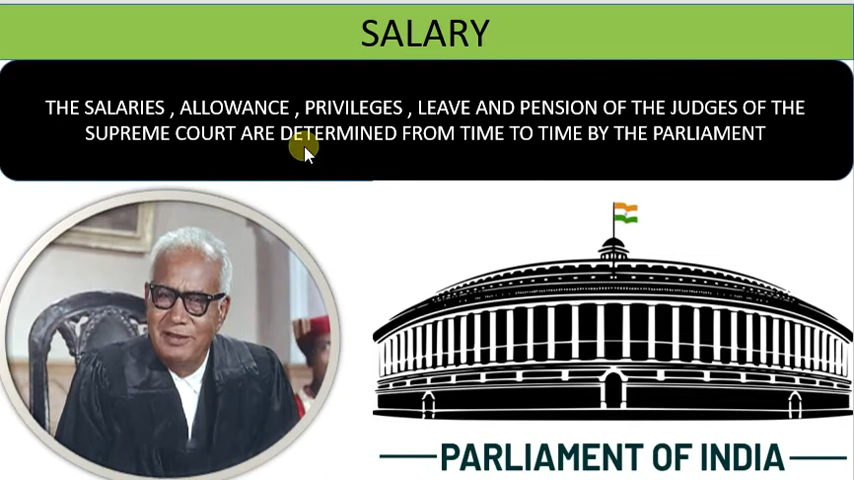 SALARY
THE SALARIES , ALLOWANCE , PRIVILEGES , LEAVE AND PENSION OF THE JUDGES OF THE
SUPREME COURT ARE DETERMINED FROM TIME TO TIME BY THE PARLIAMENT
PARLIAMENT OF INDIA